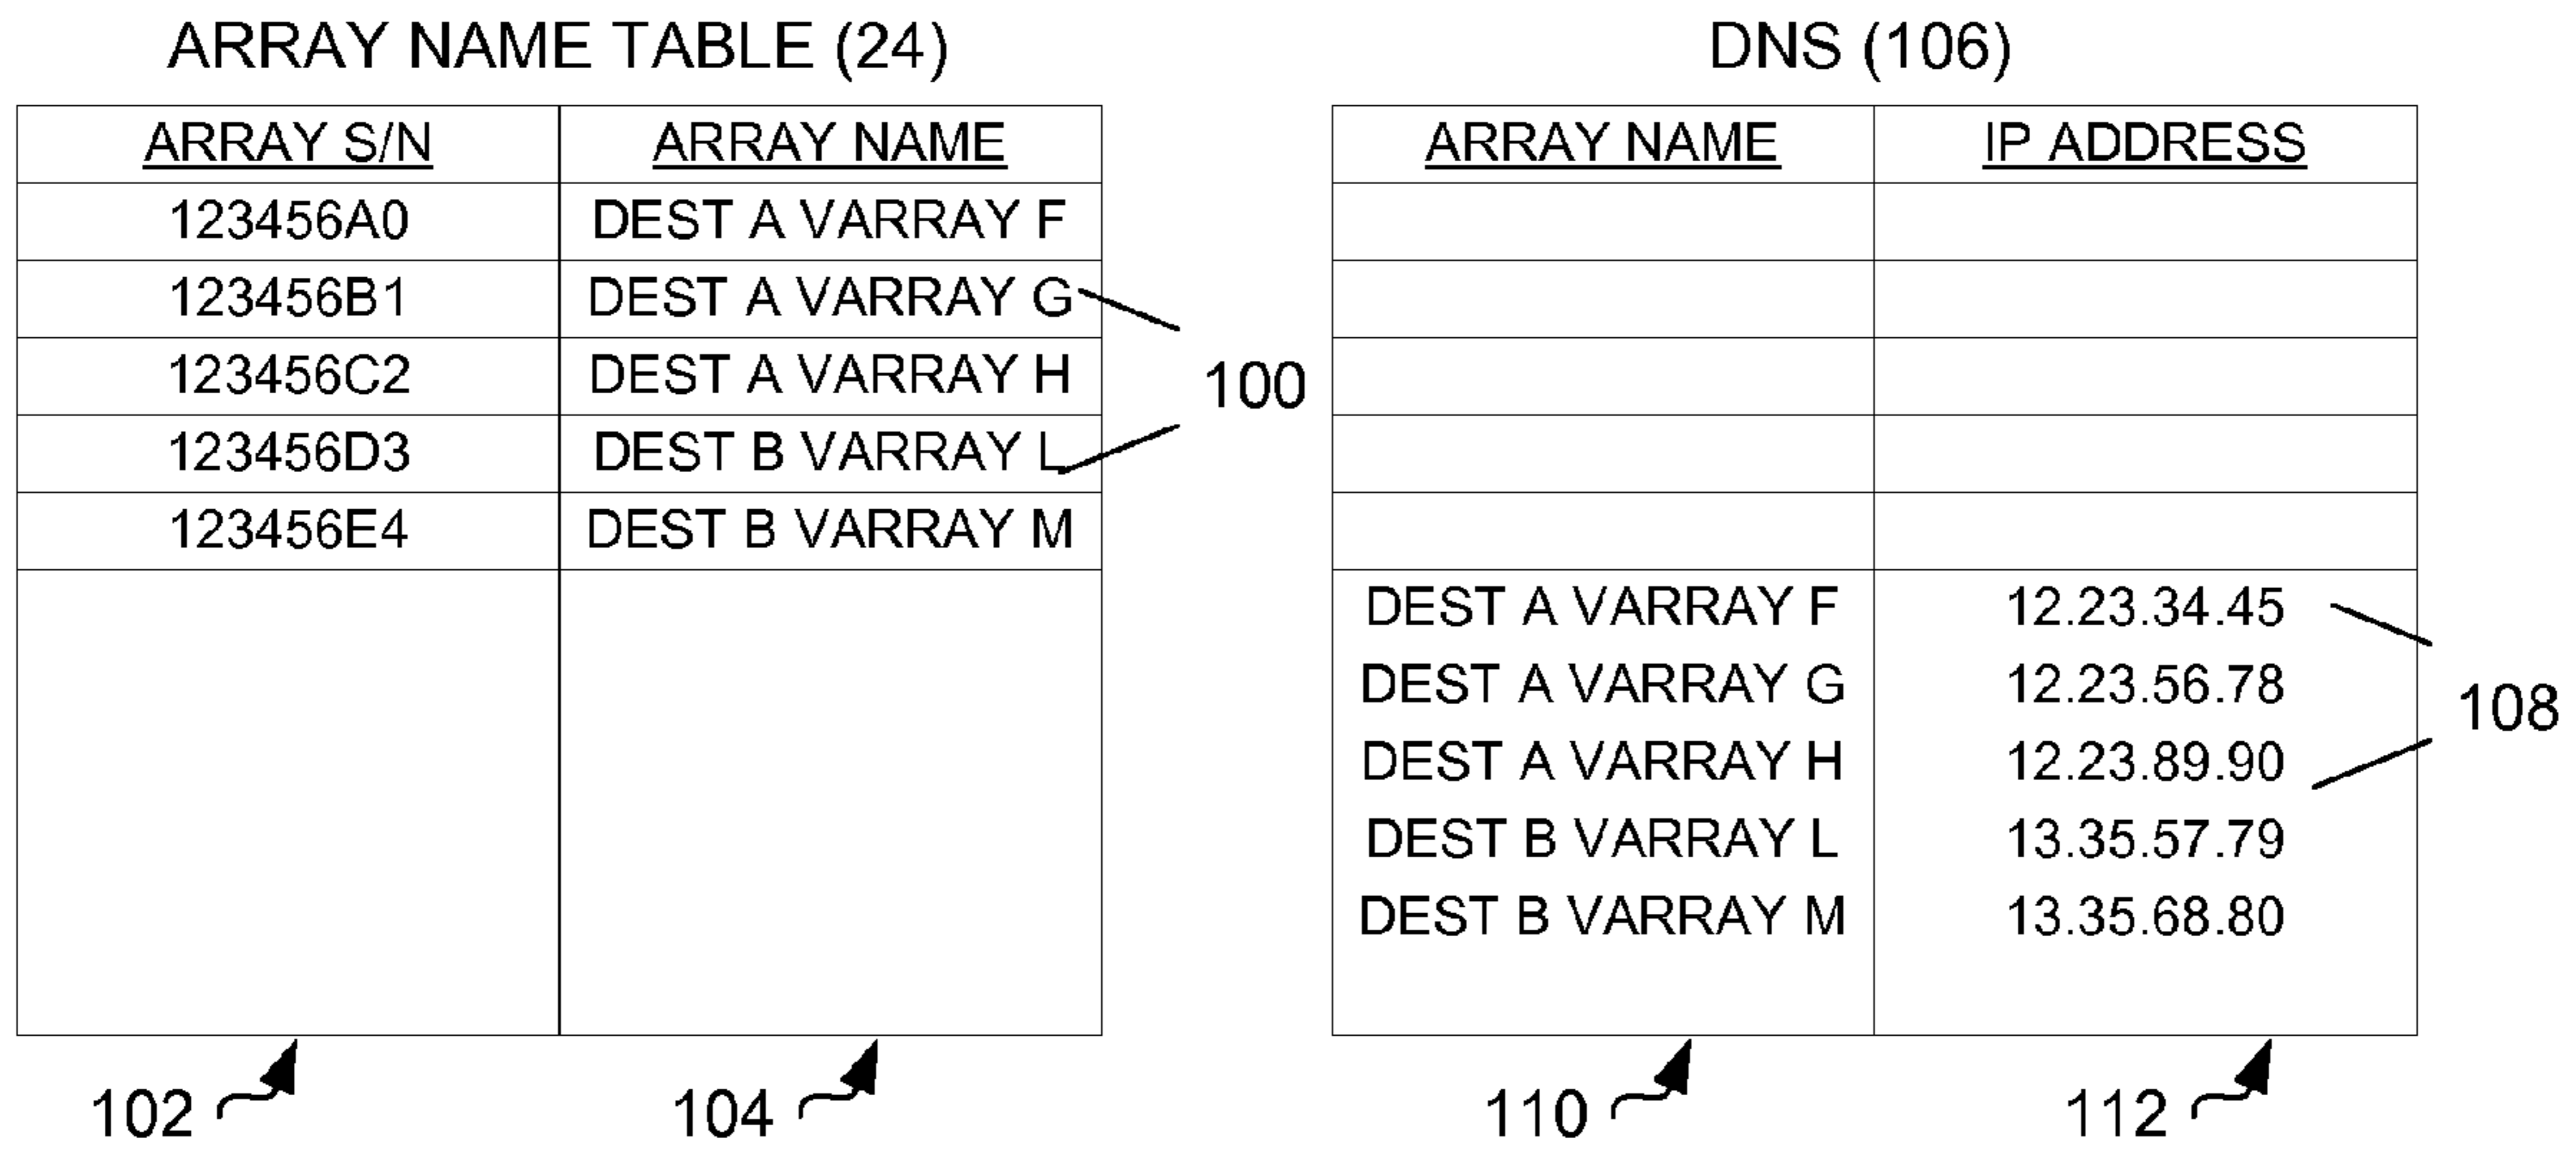 ARRAY NAME TABLE (24)
ARRAY S/N ARRAY NAME
123456A0 DEST A VARRAY F
123456B1 DEST A VARRAY G
123456C2 DEST A VARRAY H
123456D3 DEST B VARRAY L
123456E4 DEST B VARRAY M
100
102
104
DNS (106)
ARRAY NAME IP ADDRESS
DEST A VARRAY F 12.23.34.45
DEST A VARRAY G 12.23.56.78
DEST A VARRAY H 12.23.89.90
DEST B VARRAY L 13.35.57.79
DEST B VARRAY M 13.35.68.80
108
110
112